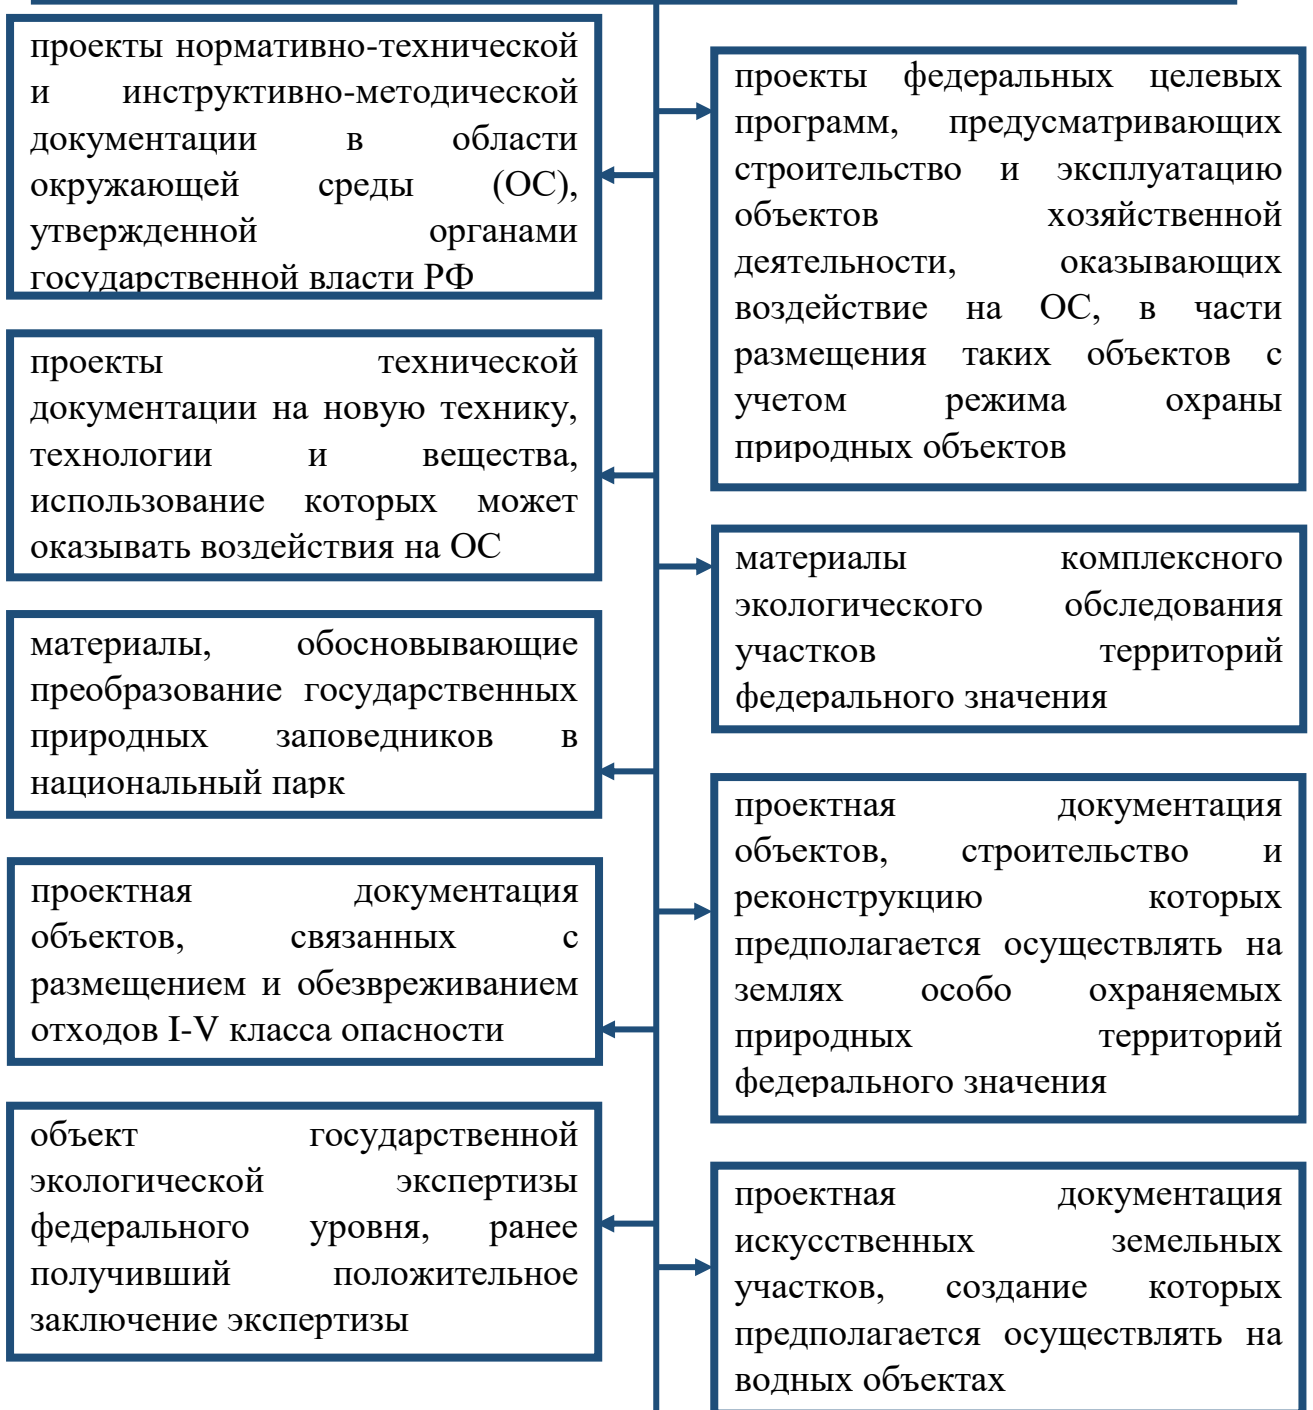 проекты нормативно-технической
и инструктивно-методической
документации в области
окружающей среды (ОС),
утвержденной органами
государственной власти РФ
проекты технической
документации на новую технику,
технологии и вещества,
использование которых может
оказывать воздействия на ОС
материалы, обосновывающие
преобразование государственных
природных заповедников в
национальный парк
проектная документация
объектов, связанных с
размещением и обезвреживанием
отходов I-V класса опасности
объект государственной
экологической экспертизы
федерального уровня, ранее
получивший положительное
заключение экспертизы
проекты федеральных целевых
программ, предусматривающих
строительство и эксплуатацию
объектов хозяйственной
деятельности, оказывающих
воздействие на ОС, в части
размещения таких объектов с
учетом режима охраны
природных объектов
материалы комплексного
экологического обследования
участков территорий
федерального значения
проектная документация
объектов, строительство и
реконструкцию которых
предполагается осуществлять на
землях особо охраняемых
природных территорий
федерального значения
проектная документация
искусственных земельных
участков, создание которых
предполагается осуществлять на
водных объектах